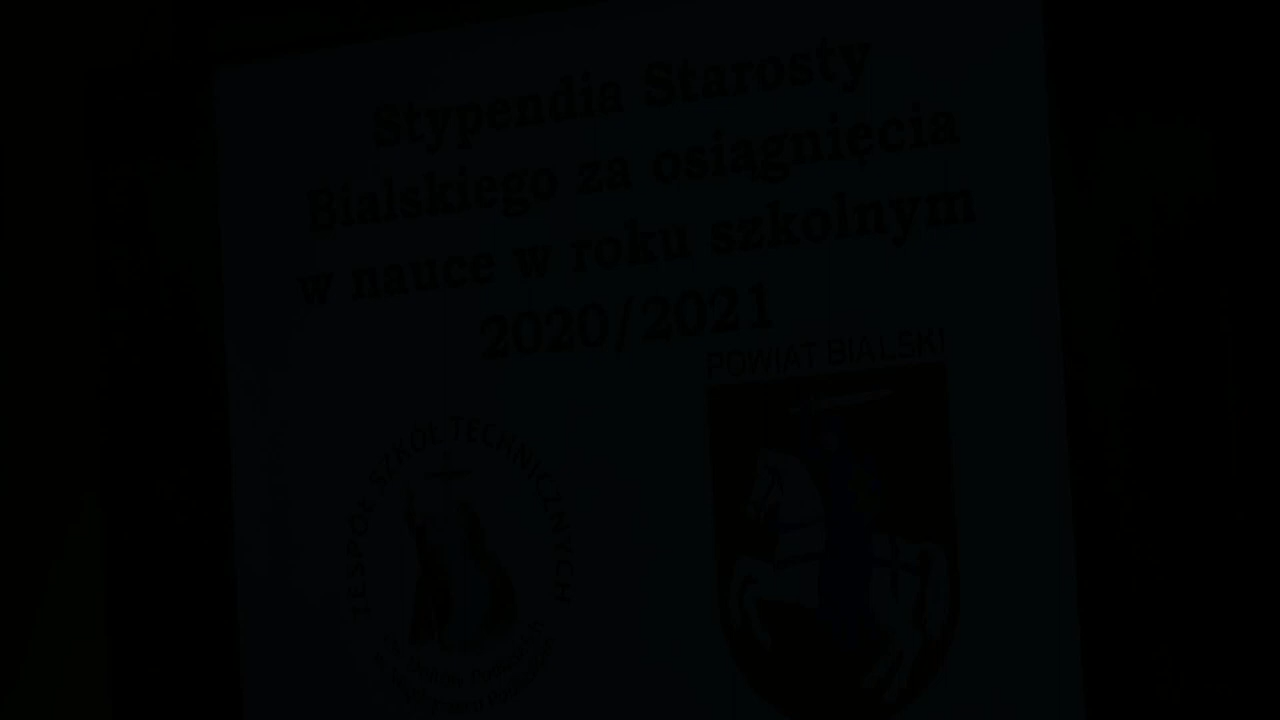 Stypendia Starosty
Bialskiego za osiągnięcia
w nauce w roku szkolnym
2020/2021
POWIAT BIALSKI
ZESPÓŁ SZKÓŁ TECHNICZNYCH